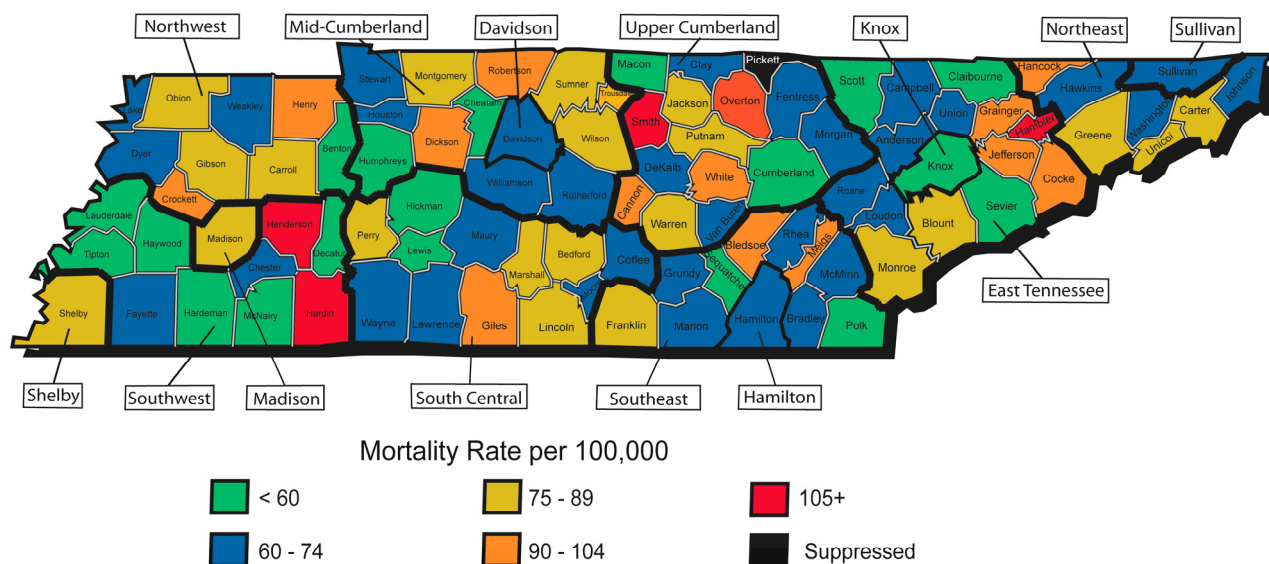 Northwest
Mid-Cumberland
Davidson
Upper Cumberland
Knox
Northeast
Sullivan
Lake
Obion
Weakley
Henry
Stewart
Montgomery
Robertson
Sumner
Trousdale
Macon
Clay
Pickett
Scott
Campbell
Claibourne
Hancock
Hawkins
Sullivan
Johnson
Houston
Cheatam
Davidson
Wilson
Smith
Jackson
Overton
Fentress
Morgan
Union
Grainger
Hambler
Greene
Washington
Carter
Unicoi
Dyer
Gibson
Carroll
Benton
Humphreys
Dickson
Williamson
Rutherford
DeKalb
Putnam
White
Cumberland
Anderson
Knox
Jefferson
Cocke
Crockett
Lauderdale
Haywood
Tipton
Madison
Henderson
Decatur
Perry
Hickman
Lewis
Maury
Cannon
Warren
Van Buren
Roane
Loudon
Blount
Sevier
Chester
Marshall
Bedford
Coffee
Bledsoe
Rhea
Meigs
McMinn
Monroe
Shelby
Fayette
Hardeman
McNairy
Hardin
Wayne
Lawrence
Giles
Lincoln
Franklin
Grundy
Sequatchie
Marion
Hamilton
Bradley
Polk
East Tennessee
Shelby
Southwest
Madison
South Central
Southeast
Hamilton
Mortality Rate per 100,000
< 60
75 - 89
105+
60 - 74
90 - 104
Suppressed